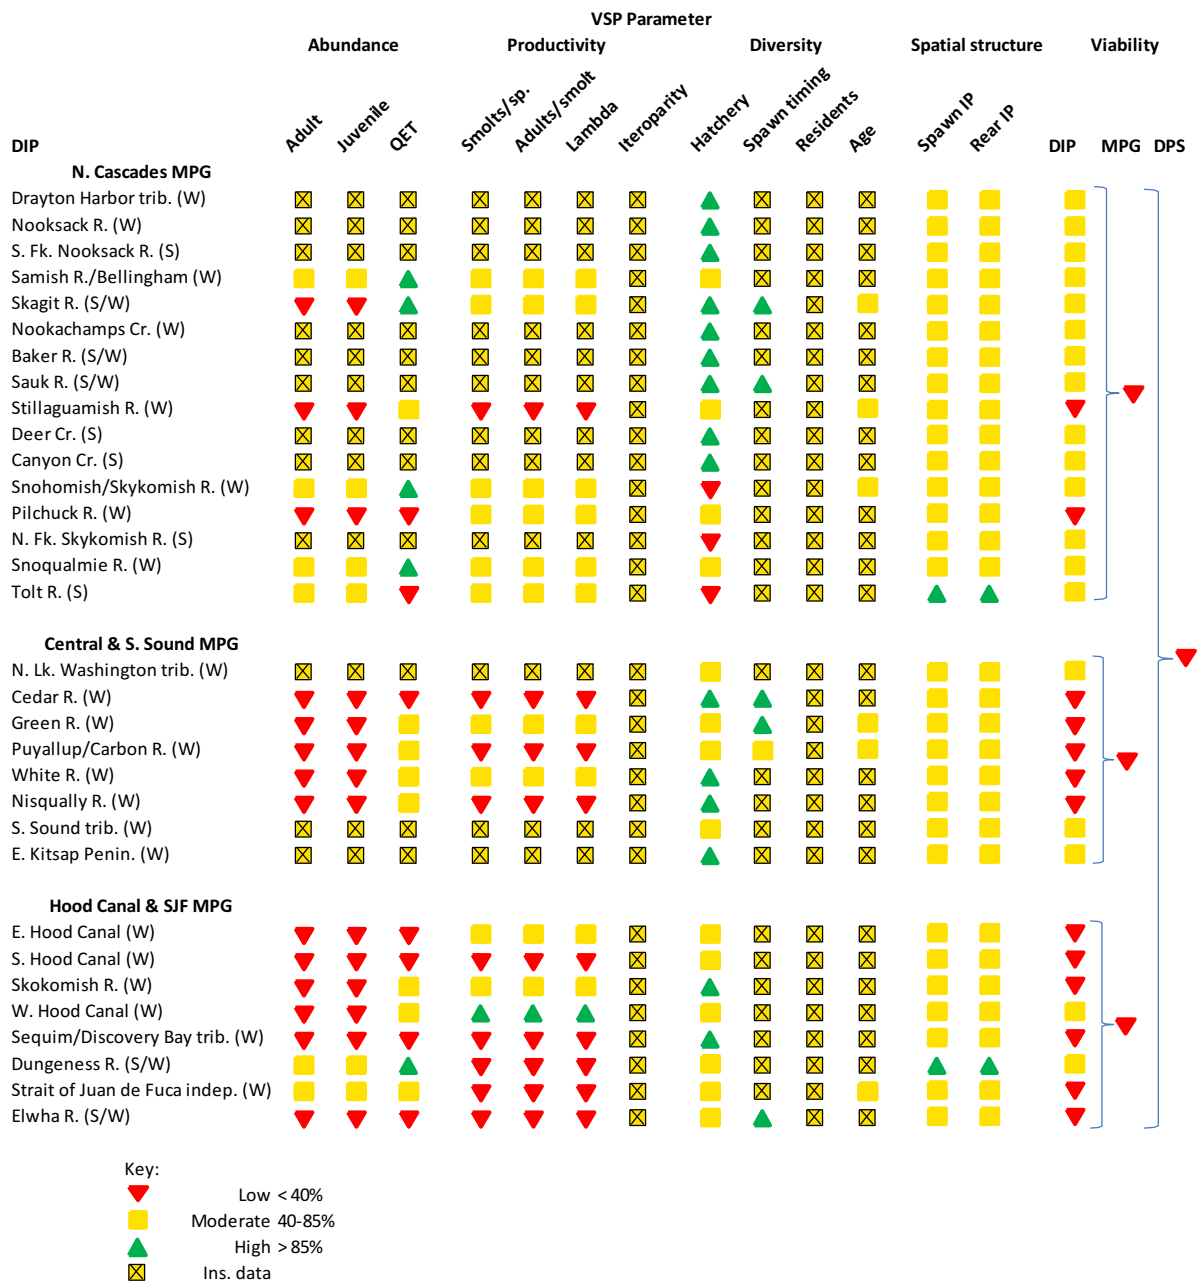 VSP Parameter
Abundance Productivity Diversity Spatial structure Viability
DIP Adult Juvenile QET Smolts/sp. Adults/smolt Lambda Iteroparity Hatchery Spawn timing Residents Age Spawn IP Rear IP DIP MPG DPS
N. Cascades MPG
Drayton Harbor trib. (W)
Nooksack R. (W)
S. Fk. Nooksack R. (S)
Samish R./Bellingham (W)
Skagit R. (S/W)
Nookachamps Cr. (W)
Baker R. (S/W)
Sauk R. (S/W)
Stillaguamish R. (W)
Deer Cr. (S)
Canyon Cr. (S)
Snohomish/Skykomish R. (W)
Pilchuck R. (W)
N. Fk. Skykomish R. (S)
Snoqualmie R. (W)
Tolt R. (S)
Central & S. Sound MPG
N. Lk. Washington trib. (W)
Cedar R. (W)
Green R. (W)
Puyallup/Carbon R. (W)
White R. (W)
Nisqually R. (W)
S. Sound trib. (W)
E. Kitsap Penin. (W)
Hood Canal & SJF MPG
E. Hood Canal (W)
S. Hood Canal (W)
Skokomish R. (W)
W. Hood Canal (W)
Sequim/Discovery Bay trib. (W)
Dungeness R. (S/W)
Strait of Juan de Fuca indep. (W)
Elwha R. (S/W)
Key:
Low < 40%
Moderate 40-85%
High > 85%
Ins. data